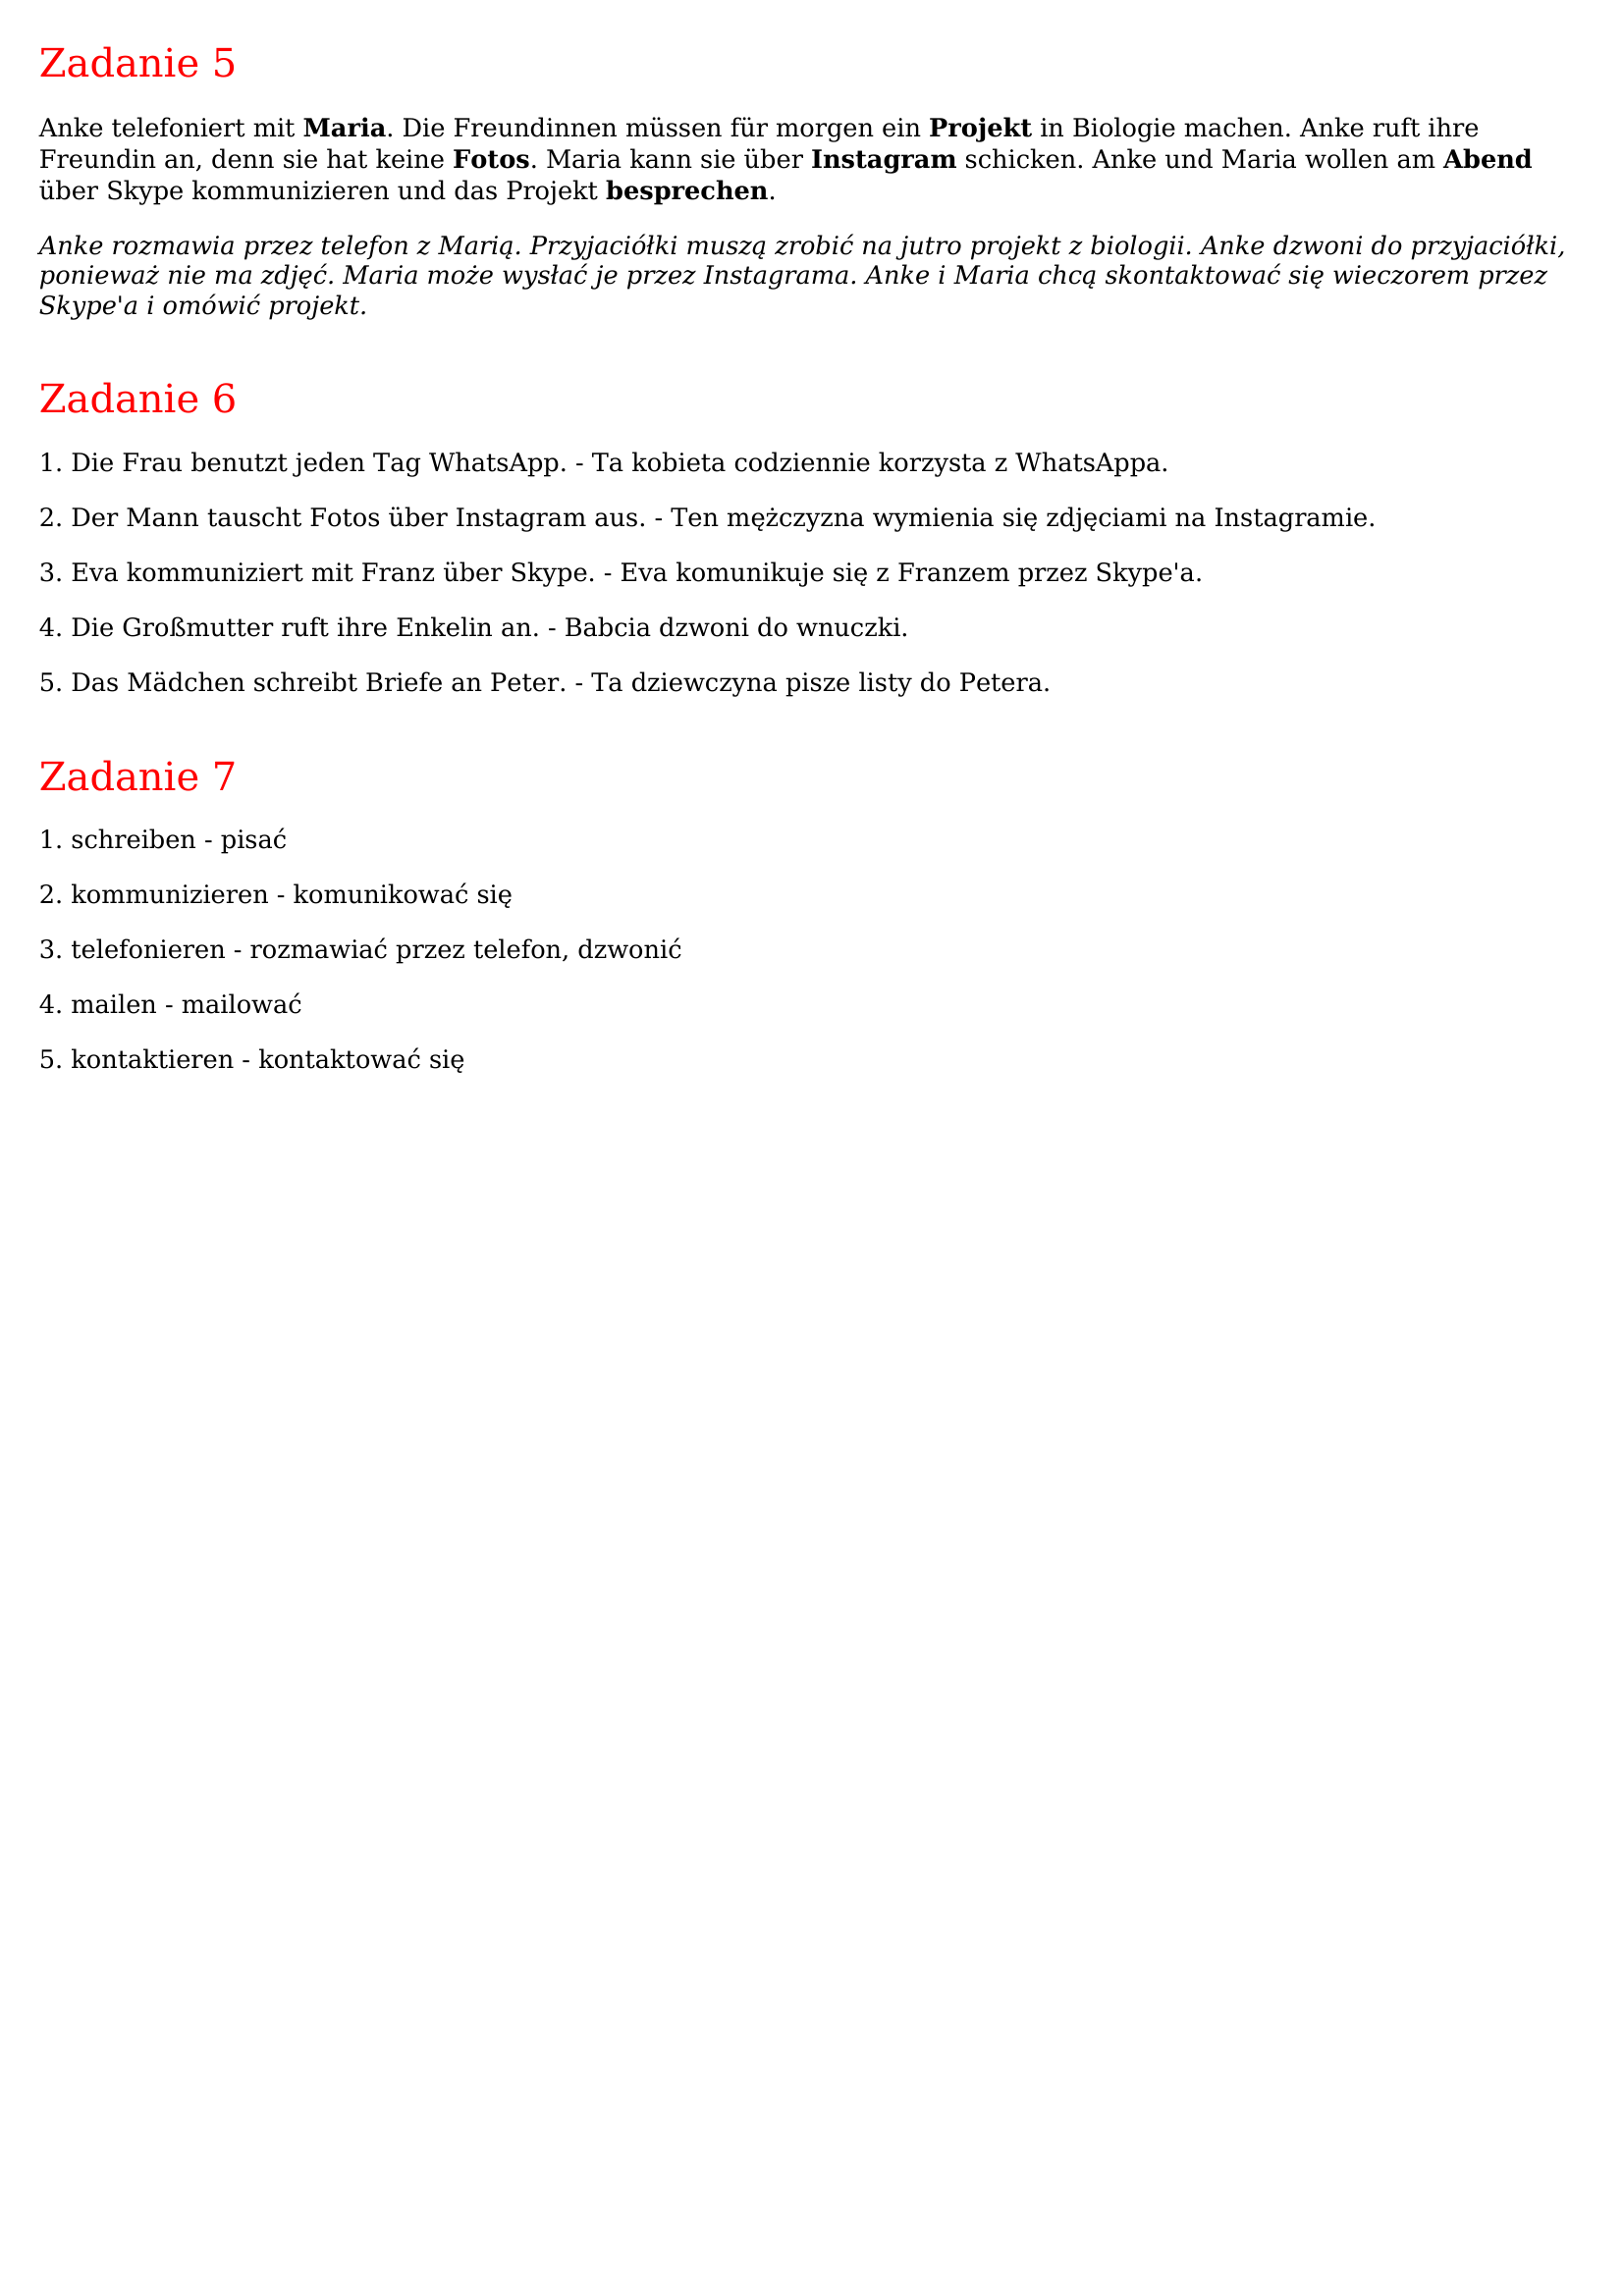 Zadanie 5
Anke telefoniert mit Maria. Die Freundinnen müssen für morgen ein Projekt in Biologie machen. Anke ruft ihre
Freundin an, denn sie hat keine Fotos. Maria kann sie über Instagram schicken. Anke und Maria wollen am Abend
über Skype kommunizieren und das Projekt besprechen.
Anke rozmawia przez telefon z Marią. Przyjaciółki muszą zrobić na jutro projekt z biologii. Anke dzwoni do przyjaciółki,
ponieważ nie ma zdjęć. Maria może wysłać je przez Instagrama. Anke i Maria chcą skontaktować się wieczorem przez
Skype'a i omówić projekt.
Zadanie 6
1. Die Frau benutzt jeden Tag WhatsApp. - Ta kobieta codziennie korzysta z WhatsAppa.
2. Der Mann tauscht Fotos über Instagram aus. - Ten mężczyzna wymienia się zdjęciami na Instagramie.
3. Eva kommuniziert mit Franz über Skype. - Eva komunikuje się z Franzem przez Skype'a.
4. Die Großmutter ruft ihre Enkelin an. - Babcia dzwoni do wnuczki.
5. Das Mädchen schreibt Briefe an Peter. - Ta dziewczyna pisze listy do Petera.
Zadanie 7
1. schreiben - pisać
2. kommunizieren - komunikować się
3. telefonieren - rozmawiać przez telefon, dzwonić
4. mailen - mailować
5. kontaktieren - kontaktować się